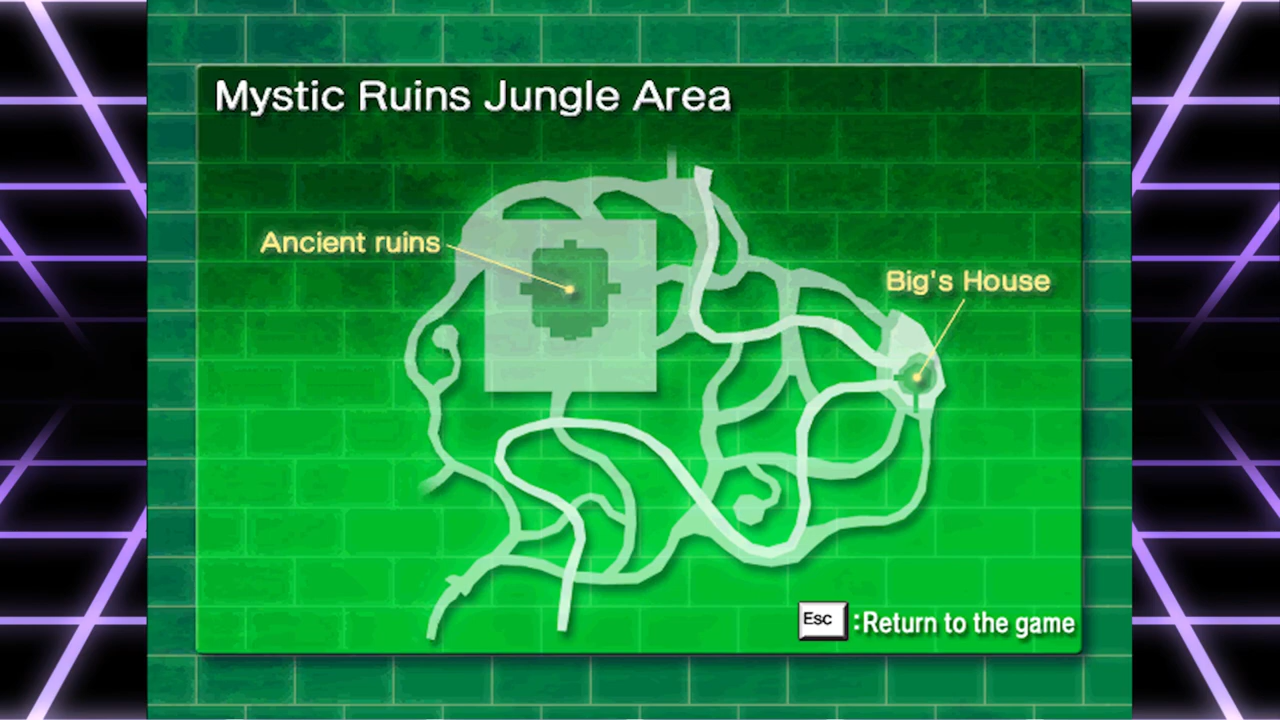 Mystic Ruins Jungle Area
Ancient ruins
Big's House
Esc :Return to the game